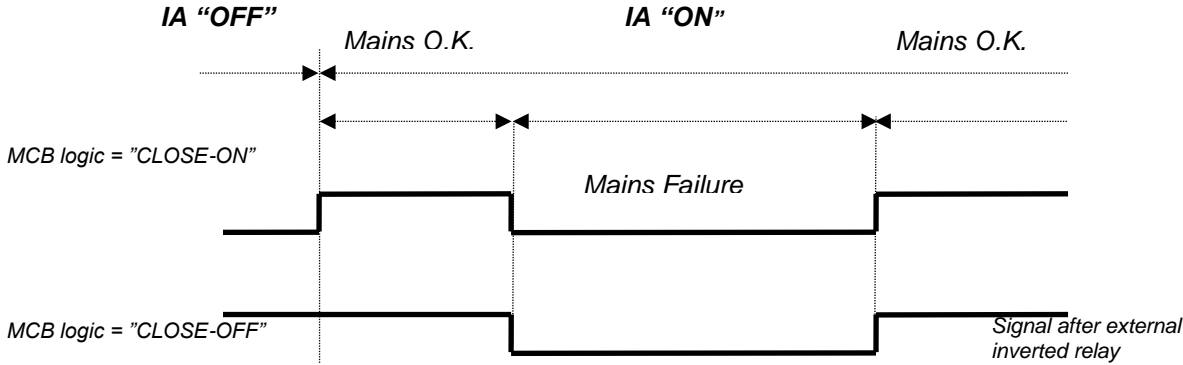 IA “OFF”
IA “ON”
Mains O.K.
Mains O.K.
MCB logic = ”CLOSE-ON”
Mains Failure
MCB logic = ”CLOSE-OFF”
Signal after external
inverted relay